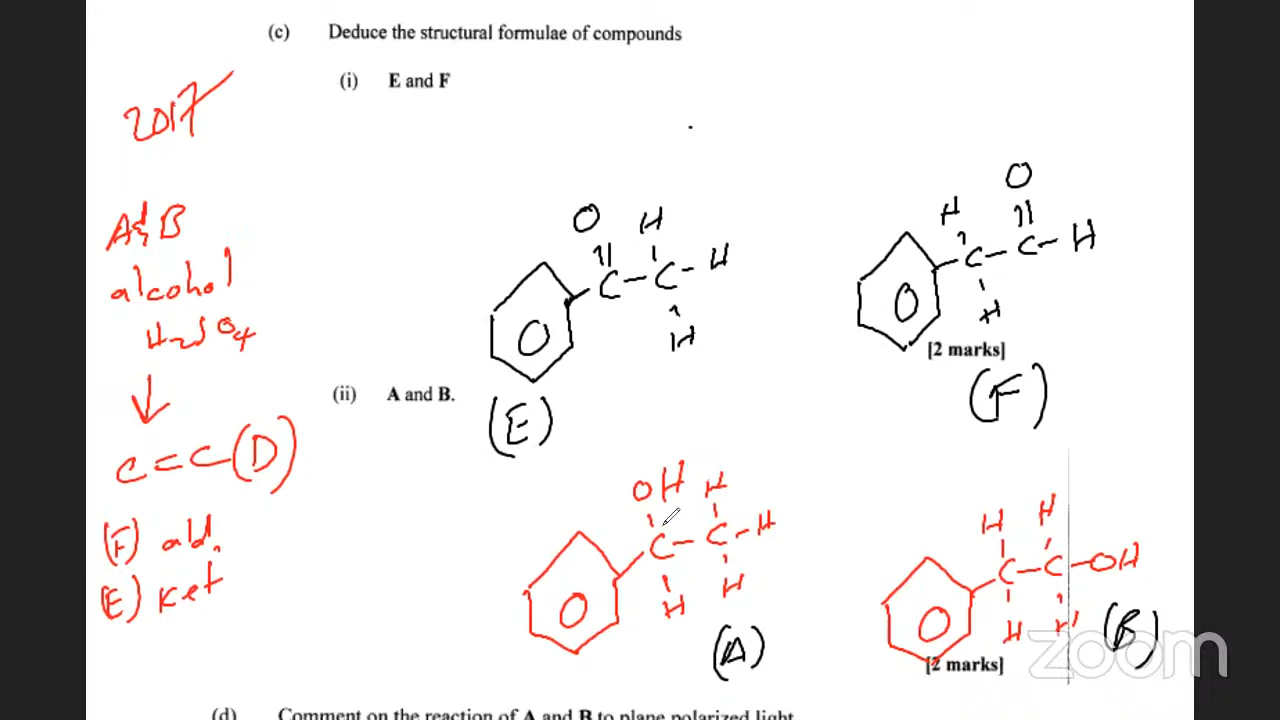 (c) Deduce the structural formulae of compounds
(i) E and F
2017
A & B
alcohol
H2SO4
C=C (D)
(F) ald.
(E) ket
O H
C - C - H
H
(E)
H O
C - C - H
H
[2 marks]
(F)
(ii) A and B.
OH H
C - C - H
H H
(A)
H H
C - C - OH
H H
(B)
[2 marks]
zoom
(d) Comment on the reaction of A and B to plane polarized light